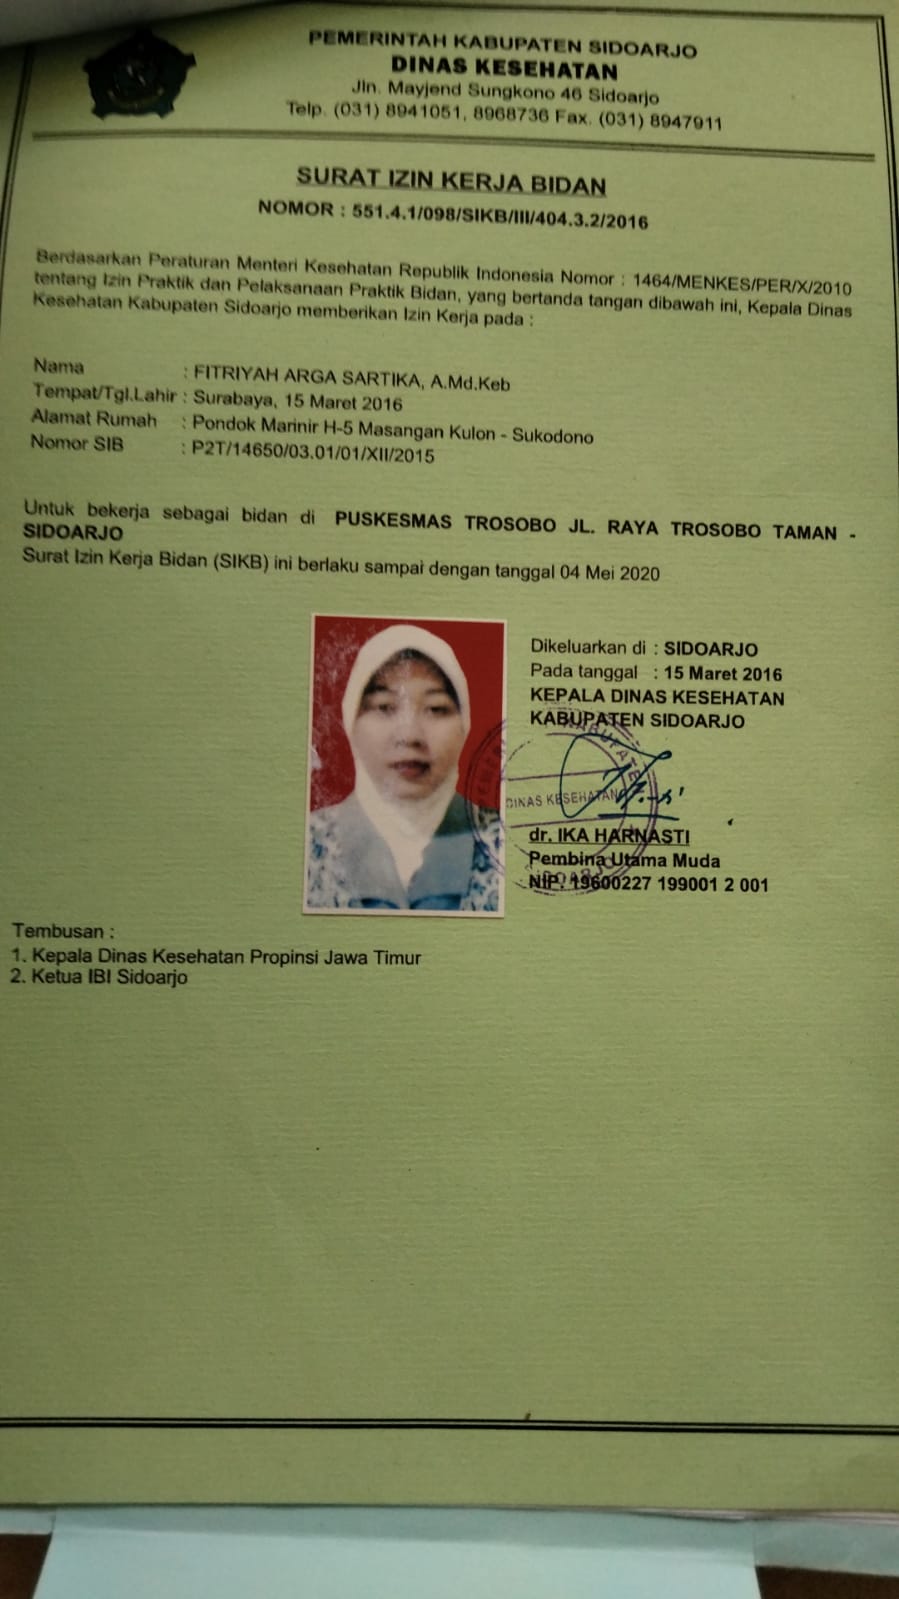 PEMERINTAH KABUPATEN SIDOARJO
DINAS KESEHATAN
Jln. Mayjend Sungkono 46 Sidoarjo
Telp. (031) 8941051, 8968736 Fax. (031) 8947911
SURAT IZIN KERJA BIDAN
NOMOR : 551.4.1/098/SIKB/III/404.3.2/2016
Berdasarkan Peraturan Menteri Kesehatan Republik Indonesia Nomor : 1464/MENKES/PER/X/2010
tentang Izin Praktik dan Pelaksanaan Praktik Bidan, yang bertanda tangan dibawah ini, Kepala Dinas
Kesehatan Kabupaten Sidoarjo memberikan Izin Kerja pada :
Nama : FITRIYAH ARGA SARTIKA, A.Md.Keb
Tempat/Tgl.Lahir : Surabaya, 15 Maret 2016
Alamat Rumah : Pondok Marinir H-5 Masangan Kulon - Sukodono
Nomor SIB : P2T/14650/03.01/01/XII/2015
Untuk bekerja sebagai bidan di PUSKESMAS TROSOBO JL. RAYA TROSOBO TAMAN -
SIDOARJO
Surat Izin Kerja Bidan (SIKB) ini berlaku sampai dengan tanggal 04 Mei 2020
Dikeluarkan di : SIDOARJO
Pada tanggal : 15 Maret 2016
KEPALA DINAS KESEHATAN
KABUPATEN SIDOARJO
DINAS KESEHATAN
dr. IKA HARNASTI
Pembina Utama Muda
NIP. 19600227 199001 2 001
Tembusan :
1. Kepala Dinas Kesehatan Propinsi Jawa Timur
2. Ketua IBI Sidoarjo